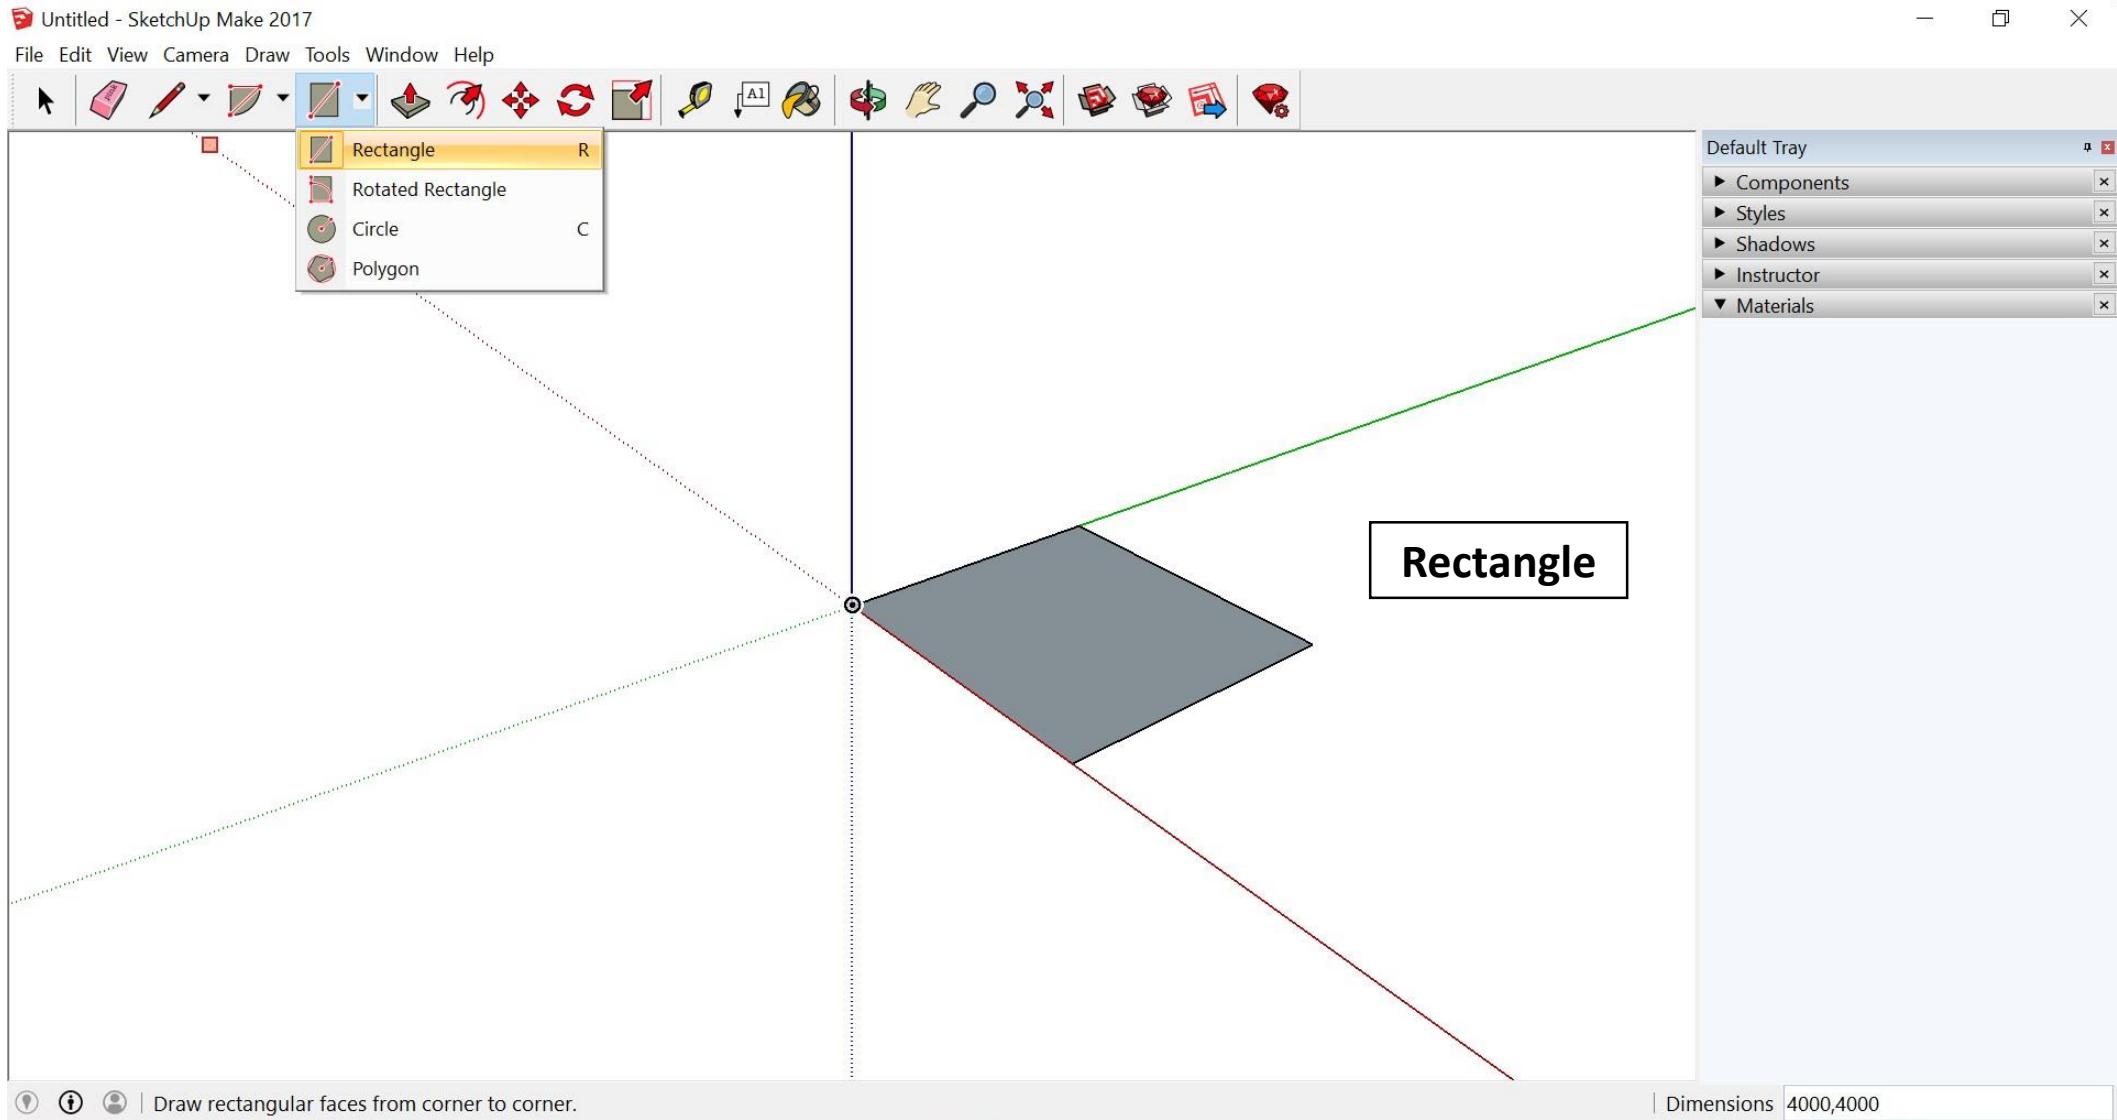 Untitled - SketchUp Make 2017
File Edit View Camera Draw Tools Window Help
A1
Rectangle R
Rotated Rectangle
Circle C
Polygon
Default Tray
Components
Styles
Shadows
Instructor
Materials
Rectangle
Draw rectangular faces from corner to corner.
Dimensions 4000,4000